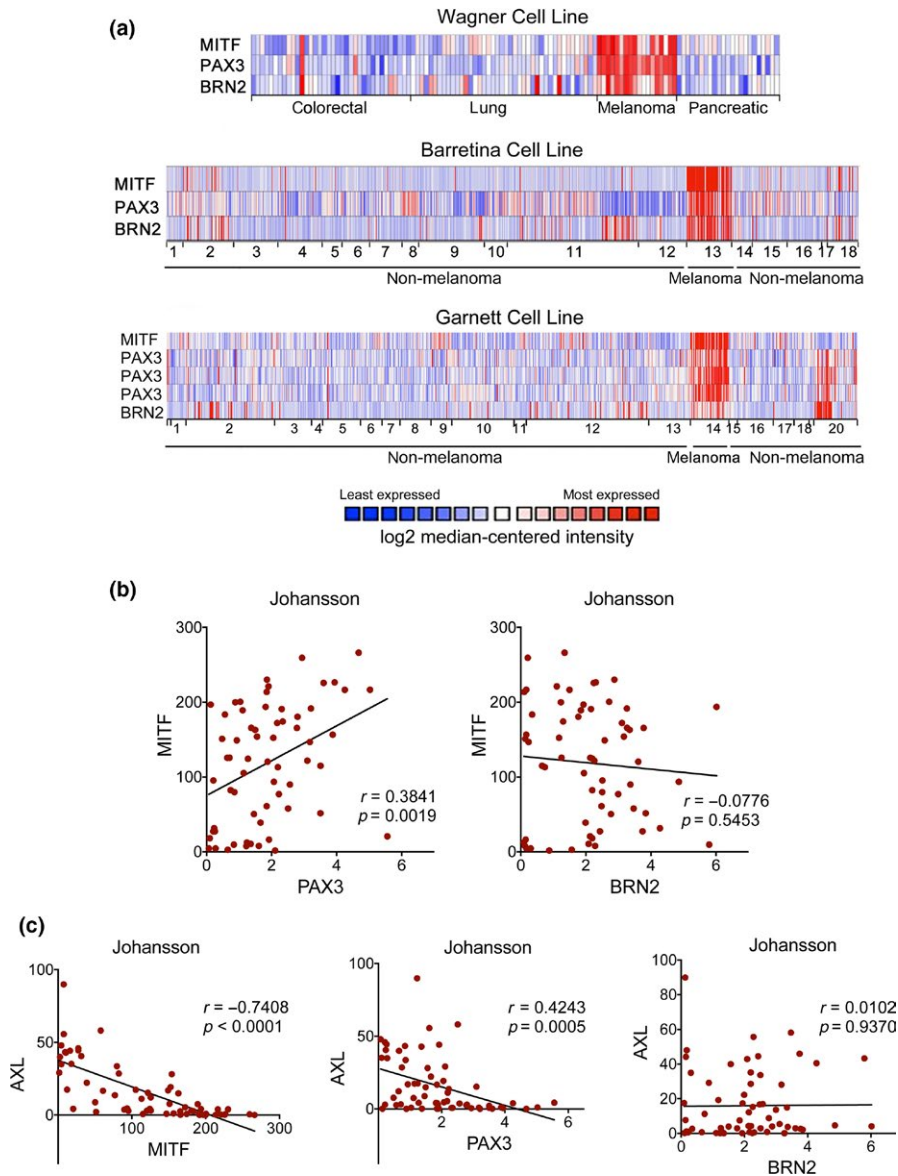 (a)
Wagner Cell Line
MITF
PAX3
BRN2
Colorectal Lung Melanoma Pancreatic
Barretina Cell Line
MITF
PAX3
BRN2
1 2 3 4 5 6 7 8 9 10 11 12 13 14 15 16 17 18
Non-melanoma Melanoma Non-melanoma
Garnett Cell Line
MITF
PAX3
PAX3
PAX3
BRN2
1 2 3 4 5 6 7 8 9 10 11 12 13 14 15 16 17 18 20
Non-melanoma Melanoma Non-melanoma
Least expressed Most expressed
log2 median-centered intensity
(b)
Johansson
300
200
MITF
100
0
r = 0.3841
p = 0.0019
0 2 4 6
PAX3
Johansson
300
200
MITF
100
0
r = −0.0776
p = 0.5453
0 2 4 6
BRN2
(c)
Johansson
100
50
AXL
0
r = −0.7408
p < 0.0001
100 200 300
MITF
Johansson
100
50
AXL
0
r = 0.4243
p = 0.0005
2 4 6
PAX3
Johansson
100
80
60
AXL
40
20
0
r = 0.0102
p = 0.9370
0 2 4 6
BRN2